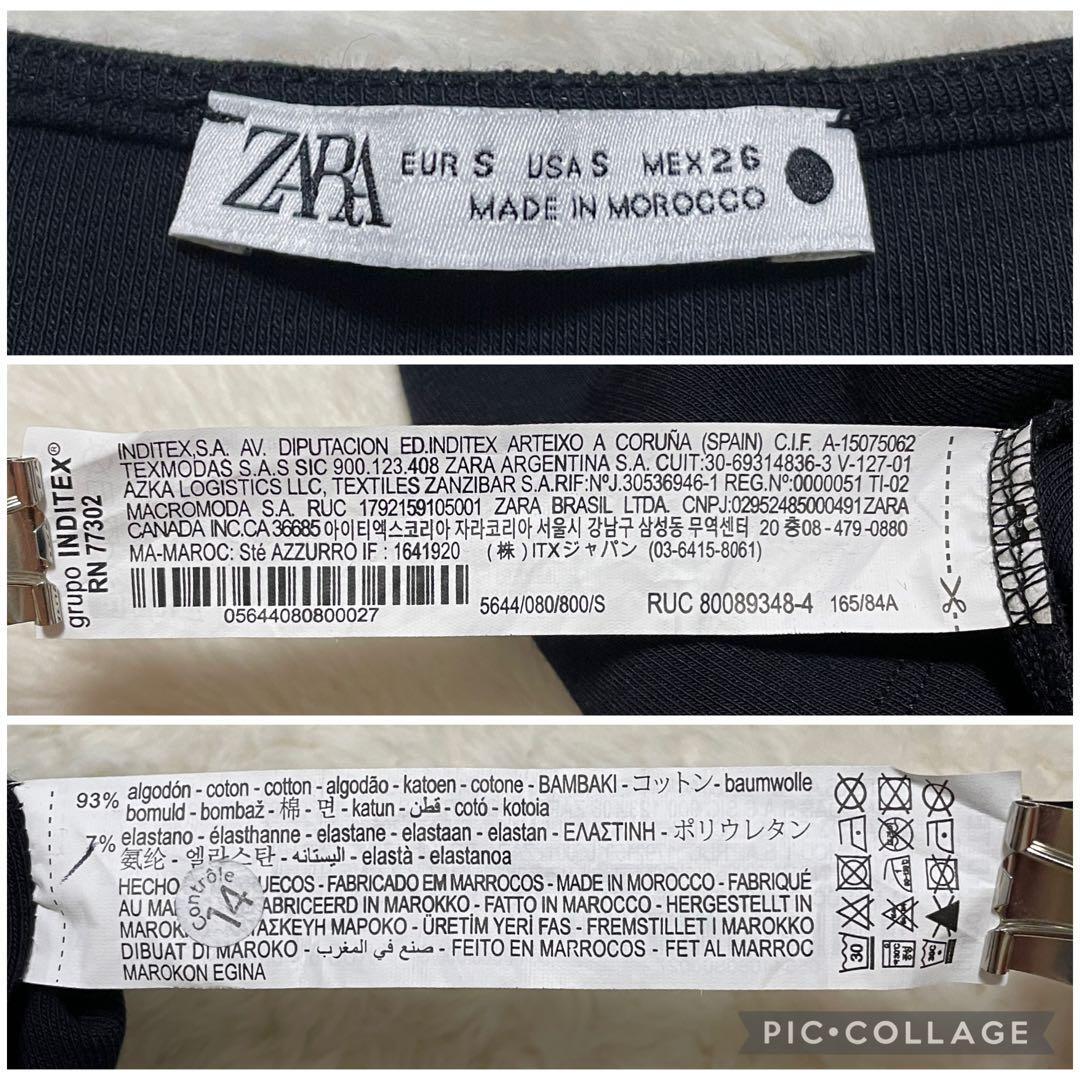 ZARA EUR S USA S MEX 26
MADE IN MOROCCO
grupo INDITEX®
RN 77302
INDITEX,S.A. AV. DIPUTACION ED.INDITEX ARTEIXO A CORUÑA (SPAIN) C.I.F. A-15075062
TEXMODAS S.A.S SIC 900.123.408 ZARA ARGENTINA S.A. CUIT:30-69314836-3 V-127-01
AZKA LOGISTICS LLC, TEXTILES ZANZIBAR S.A.RIF:NºJ.30536946-1 REG.Nº:0000051 TI-02
MACROMODA S.A. RUC 1792159105001 ZARA BRASIL LTDA. CNPJ:02952485000491ZARA
CANADA INC.CA 36685 아이티엑스코리아 자라코리아 서울시 강남구 삼성동 무역센터 20 층08-479-0880
MA-MAROC: Sté AZZURRO IF : 1641920 (株)ITXジャパン (03-6415-8061)
05644080800027
5644/080/800/S RUC 80089348-4 165/84A
93% algodón - coton - cotton - algodão - katoen - cotone - BAMBAKI - コットン - baumwolle
bomuld - bombaž - 棉 - 면 - katun - قطن - cotó - kotoia
7% elastano - élasthanne - elastane - elastaan - elastan - ΕΛΑΣΤΙΝΗ - ポリウレタン
氨纶 - 엘라스탄 - اليستانه - elastà - elastanoa
HECHO UECOS - FABRICADO EM MARROCOS - MADE IN MOROCCO - FABRIQUÉ
AU MA ABRICEERD IN MAROKKO - FATTO IN MAROCCO - HERGESTELLT IN
MAROKK ΤΑΣΚΕΥΗ ΜΑΡΟΚΟ - ÜRETİM YERİ FAS - FREMSTILLET I MAROKKO
DIBUAT DI MAROKO - صنع في المغرب - FEITO EN MARROCOS - FET AL MARROC
MAROKON EGINA
contrôle
14
30
PIC•COLLAGE